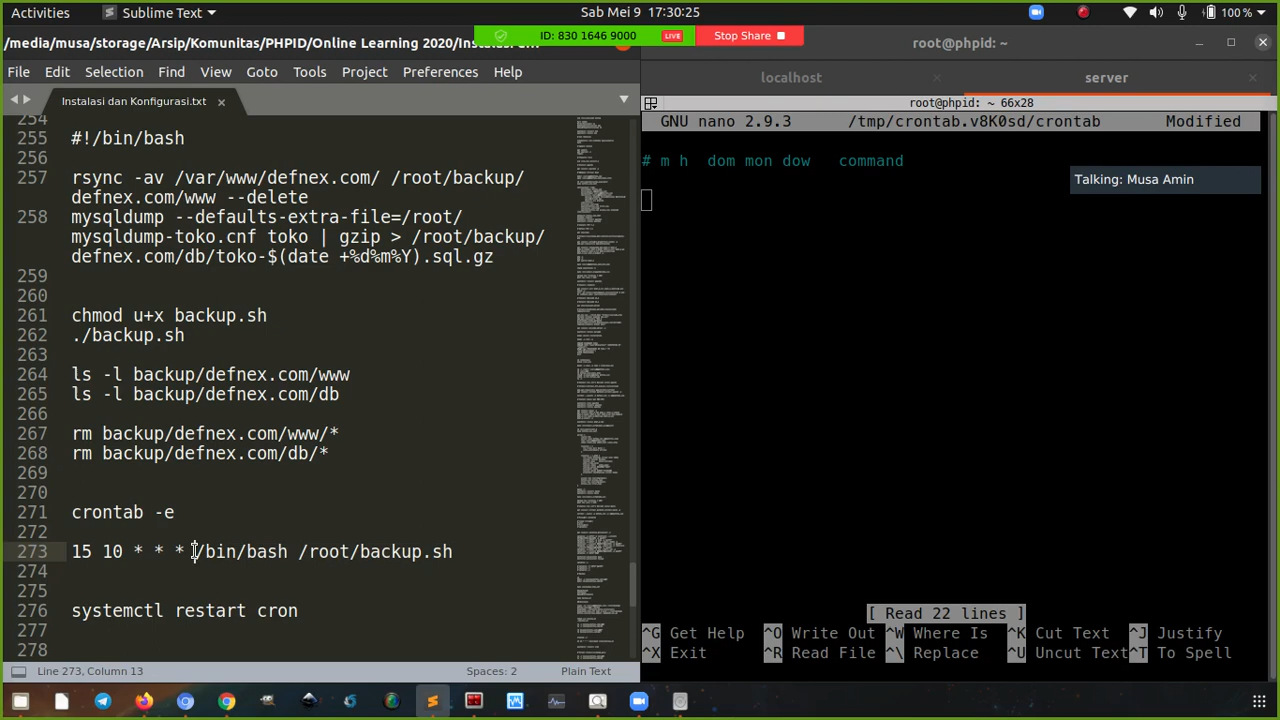 Activities
Sublime Text
Sab Mei 9 17:30:25
100 %
/media/musa/storage/Arsip/Komunitas/PHPID/Online Learning 2020/
ID: 830 1646 9000
LIVE
Stop Share
root@phpid: ~
File Edit Selection Find View Goto Tools Project Preferences Help
localhost
server
Instalasi dan Konfigurasi.txt
root@phpid: ~ 66x28
GNU nano 2.9.3 /tmp/crontab.v8K0sd/crontab Modified
# m h  dom mon dow   command
Talking: Musa Amin
254
255 #!/bin/bash
256
257 rsync -av /var/www/defnex.com/ /root/backup/
defnex.com/www --delete
258 mysqldump --defaults-extra-file=/root/
mysqldump-toko.cnf toko | gzip > /root/backup/
defnex.com/db/toko-$(date +%d%m%Y).sql.gz
259
260
261 chmod u+x backup.sh
262 ./backup.sh
263
264 ls -l backup/defnex.com/www
265 ls -l backup/defnex.com/db
266
267 rm backup/defnex.com/www/*
268 rm backup/defnex.com/db/*
269
270
271 crontab -e
272
273 15 10 * * * /bin/bash /root/backup.sh
274
275
276 systemctl restart cron
277
278
[ Read 22 lines ]
^G Get Help ^O Write Out ^W Where Is ^K Cut Text ^J Justify
^X Exit ^R Read File ^\ Replace ^U Uncut Text ^T To Spell
Line 273, Column 13
Spaces: 2
Plain Text